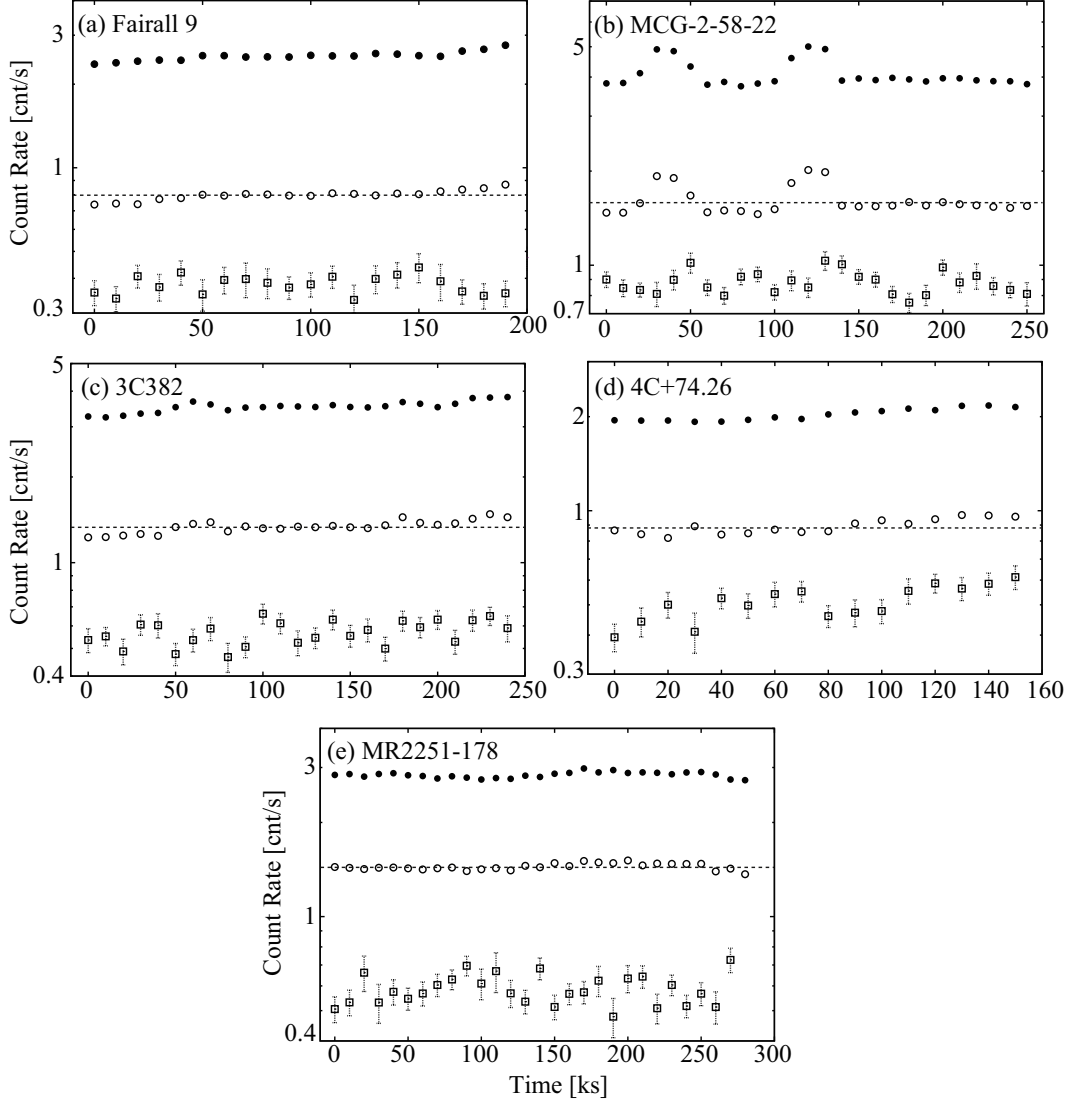 (a) Fairall 9
3
1
0.3
0 50 100 150 200
Count Rate [cnt/s]
(b) MCG-2-58-22
5
1
0.7
0 50 100 150 200 250
(c) 3C382
5
1
0.4
0 50 100 150 200 250
Count Rate [cnt/s]
(d) 4C+74.26
2
1
0.3
0 20 40 60 80 100 120 140 160
(e) MR2251-178
3
1
0.4
0 50 100 150 200 250 300
Count Rate [cnt/s]
Time [ks]